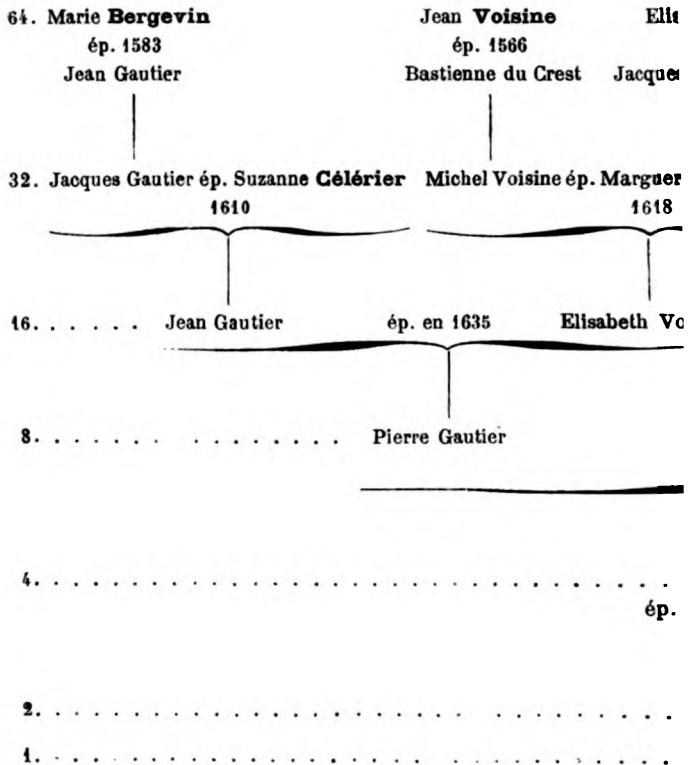 64. Marie Bergevin Jean Voisine
ép. 1583 ép. 1566
Jean Gautier Bastienne du Crest
32. Jacques Gautier ép. Suzanne Célérier Michel Voisine ép.
1610 1618
16. . . . . . . Jean Gautier ép. en 1635 Elisabeth
8. . . . . . . . . . . . . . . Pierre Gautier
4. . . . . . . . . . . . . . . . . . . . . . . . . . . . . .
ép.
2. . . . . . . . . . . . . . . . . . . . . . . . . . . . . .
1. . . . . . . . . . . . . . . . . . . . . . . . . . . . . .